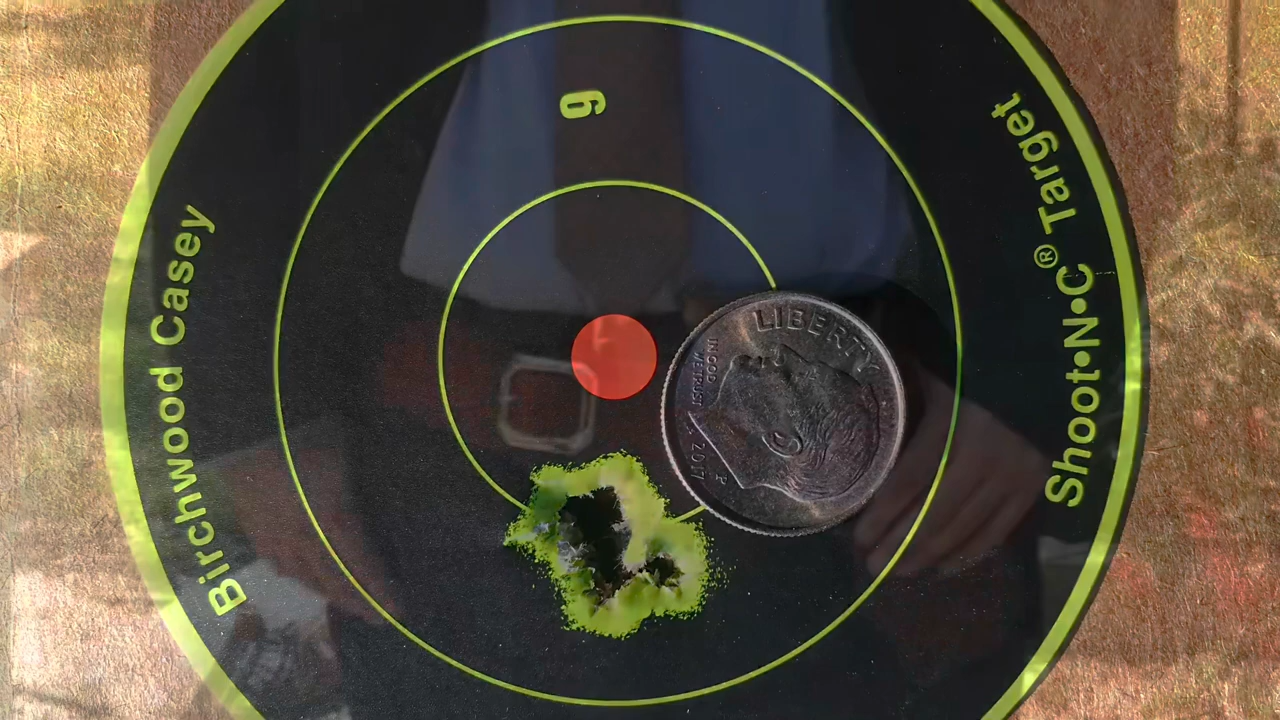 Birchwood Casey
9
Shoot•N•C® Target
LIBERTY
IN GOD
WE TRUST
2017
P